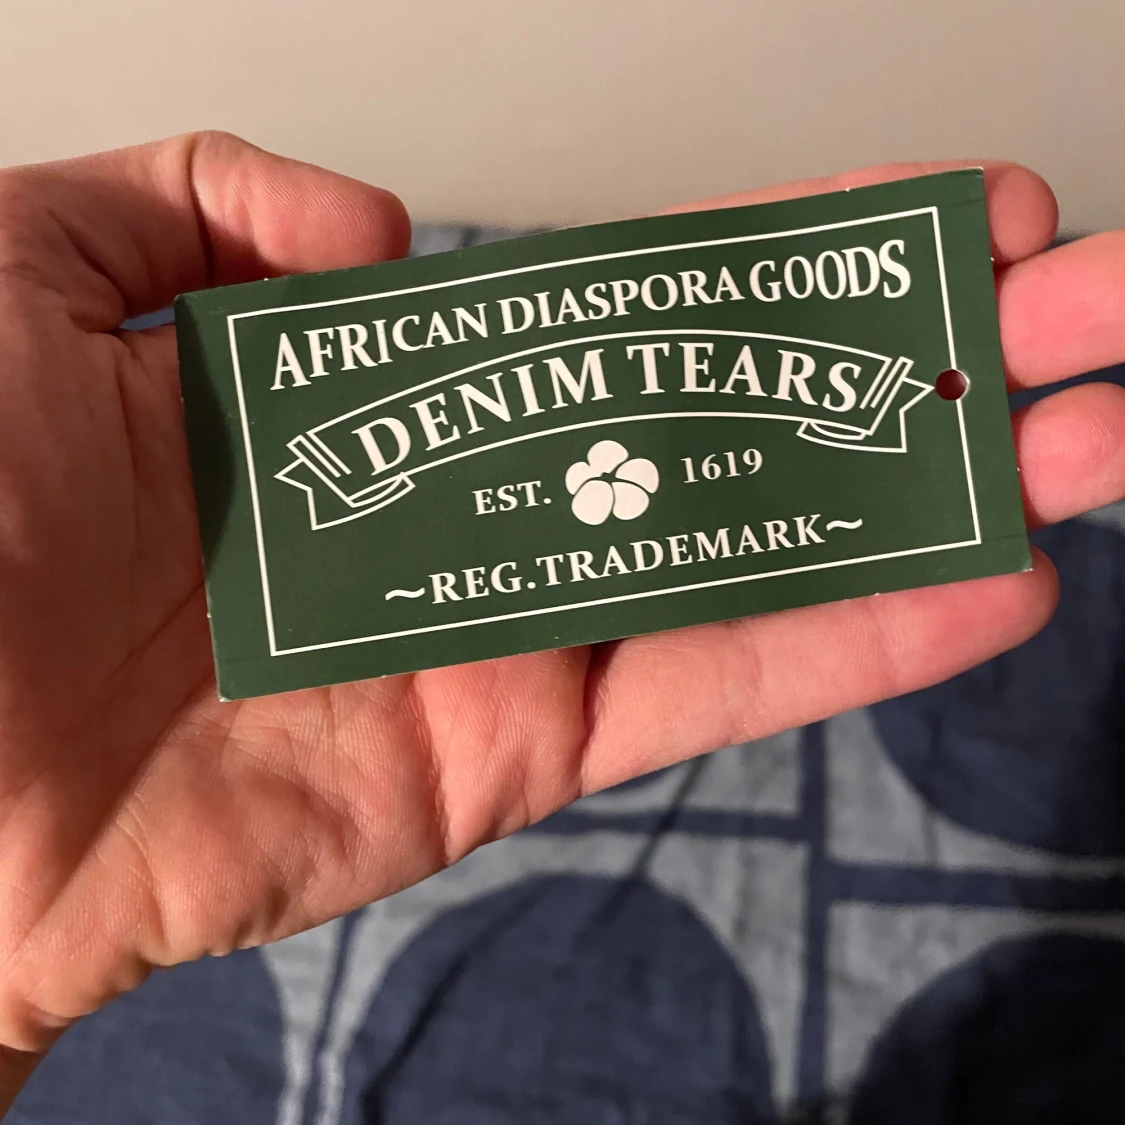 AFRICAN DIASPORA GOODS
DENIM TEARS
EST. 1619
~REG.TRADEMARK~